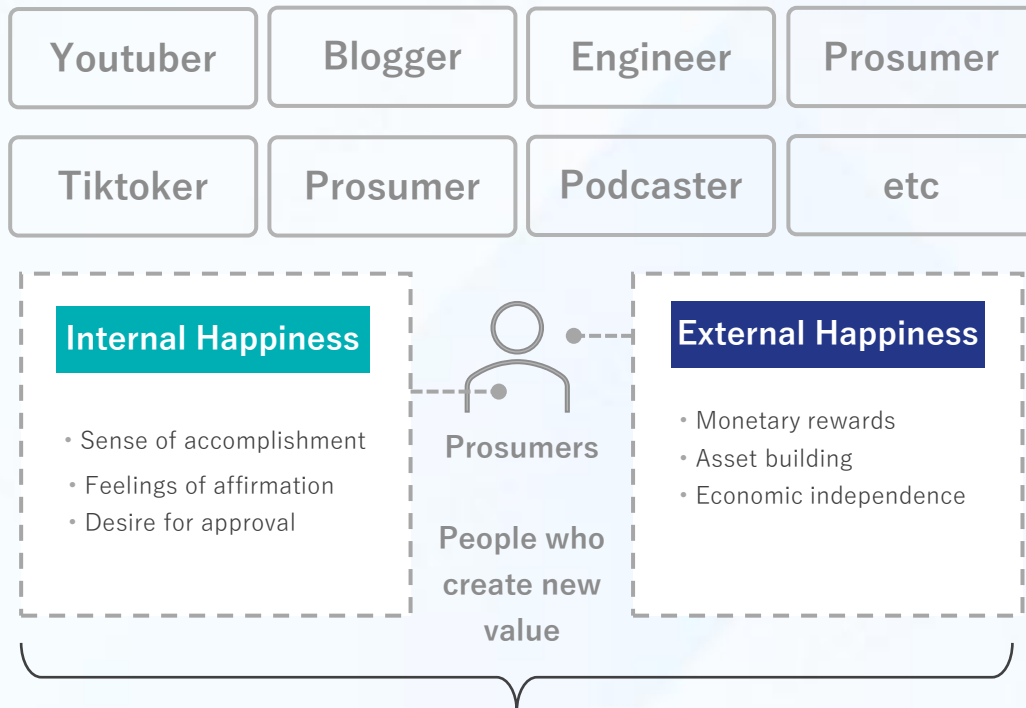 Youtuber
Blogger
Engineer
Prosumer
Tiktoker
Prosumer
Podcaster
etc
Internal Happiness
• Sense of accomplishment
• Feelings of affirmation
• Desire for approval
Prosumers
People who
create new
value
External Happiness
• Monetary rewards
• Asset building
• Economic independence